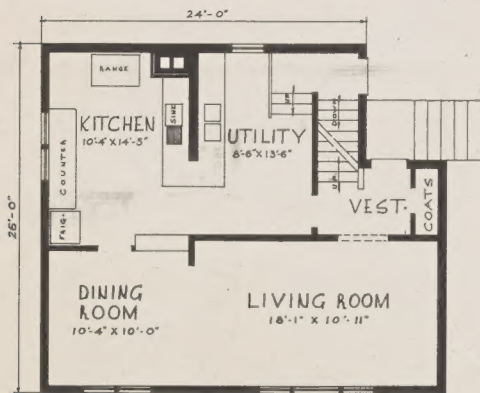 24'-0"
26'-0"
RANGE
KITCHEN
10'-4" X 14'-5"
SINK
COUNTER
FRIG.
UTILITY
8'-6" X 13'-6"
UP
DOWN
UP
VEST.
COATS
DINING
ROOM
10'-4" X 10'-0"
LIVING ROOM
18'-1" X 10'-11"